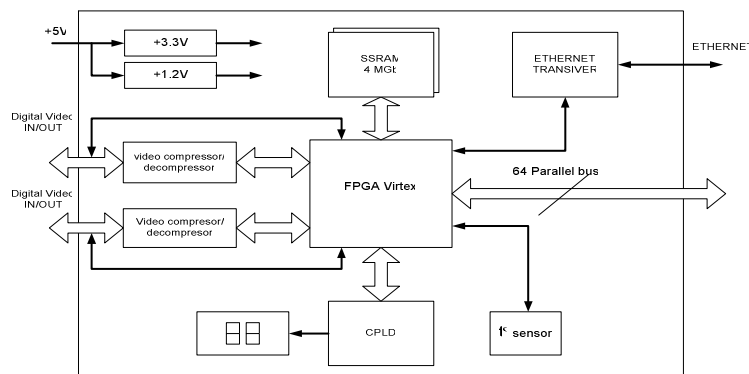 +5V
+3.3V
+1.2V
SSRAM
4 MGb
ETHERNET
TRANSIVER
ETHERNET
Digital Video
IN/OUT
video compressor/
decompressor
FPGA Virtex
64 Parallel bus
Digital Video
IN/OUT
Video compresor/
decompresor
CPLD
t° sensor